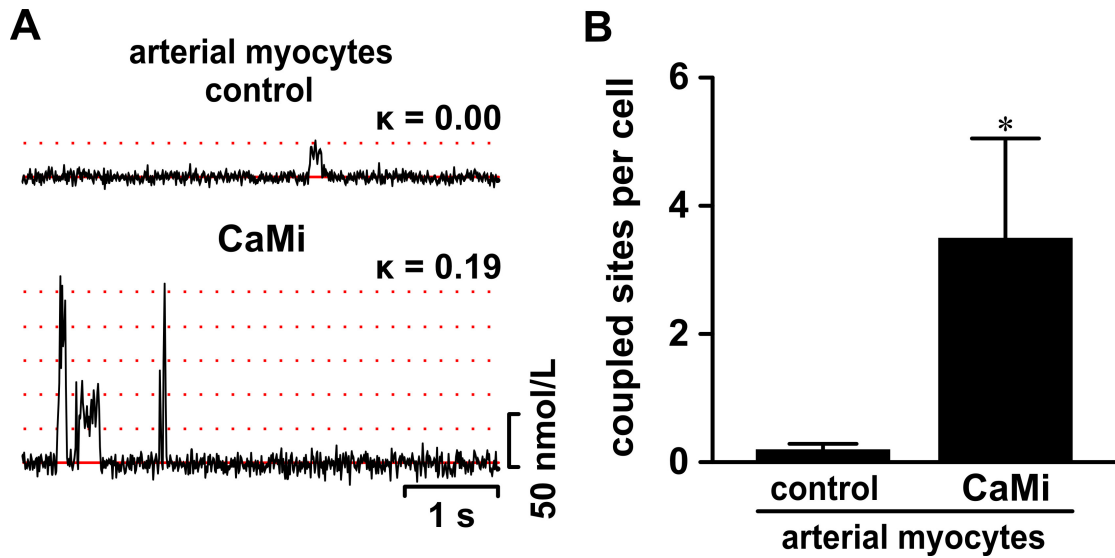 A
arterial myocytes
control
κ = 0.00
CaMi
κ = 0.19
50 nmol/L
1 s
B
coupled sites per cell
6
4
2
0
*
control
CaMi
arterial myocytes